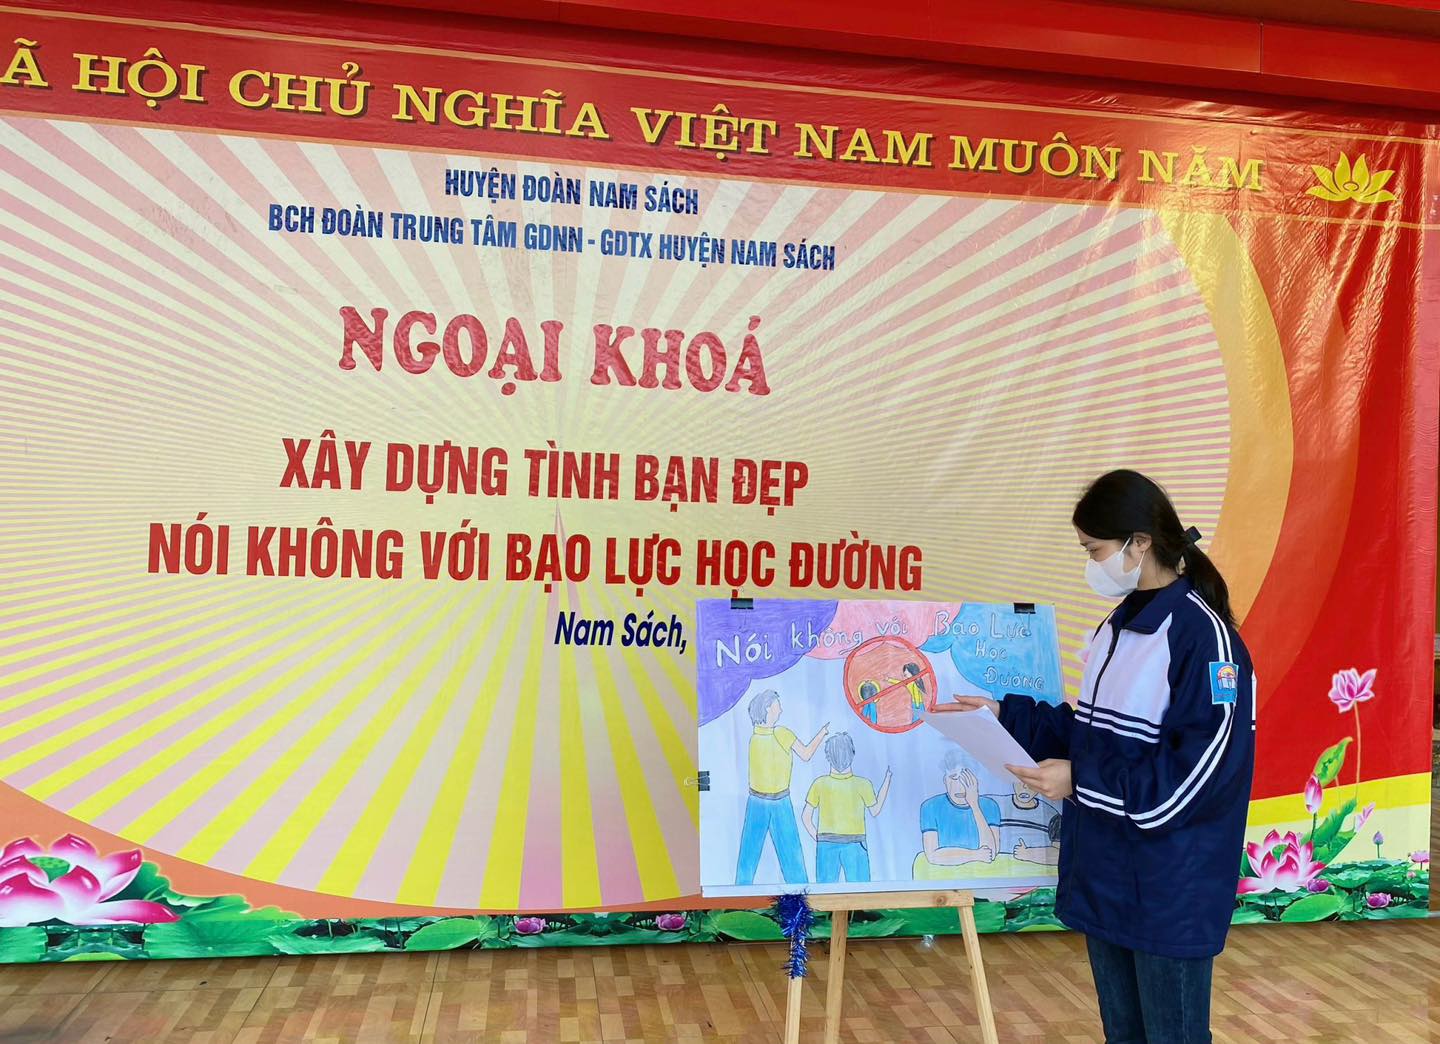 Ã HỘI CHỦ NGHĨA VIỆT NAM MUÔN NĂM
HUYỆN ĐOÀN NAM SÁCH
BCH ĐOÀN TRUNG TÂM GDNN - GDTX HUYỆN NAM SÁCH
NGOẠI KHOÁ
XÂY DỰNG TÌNH BẠN ĐẸP
NÓI KHÔNG VỚI BẠO LỰC HỌC ĐƯỜNG
Nam Sách,
Nói không với Bạo Lực
Học
ĐƯỜNG